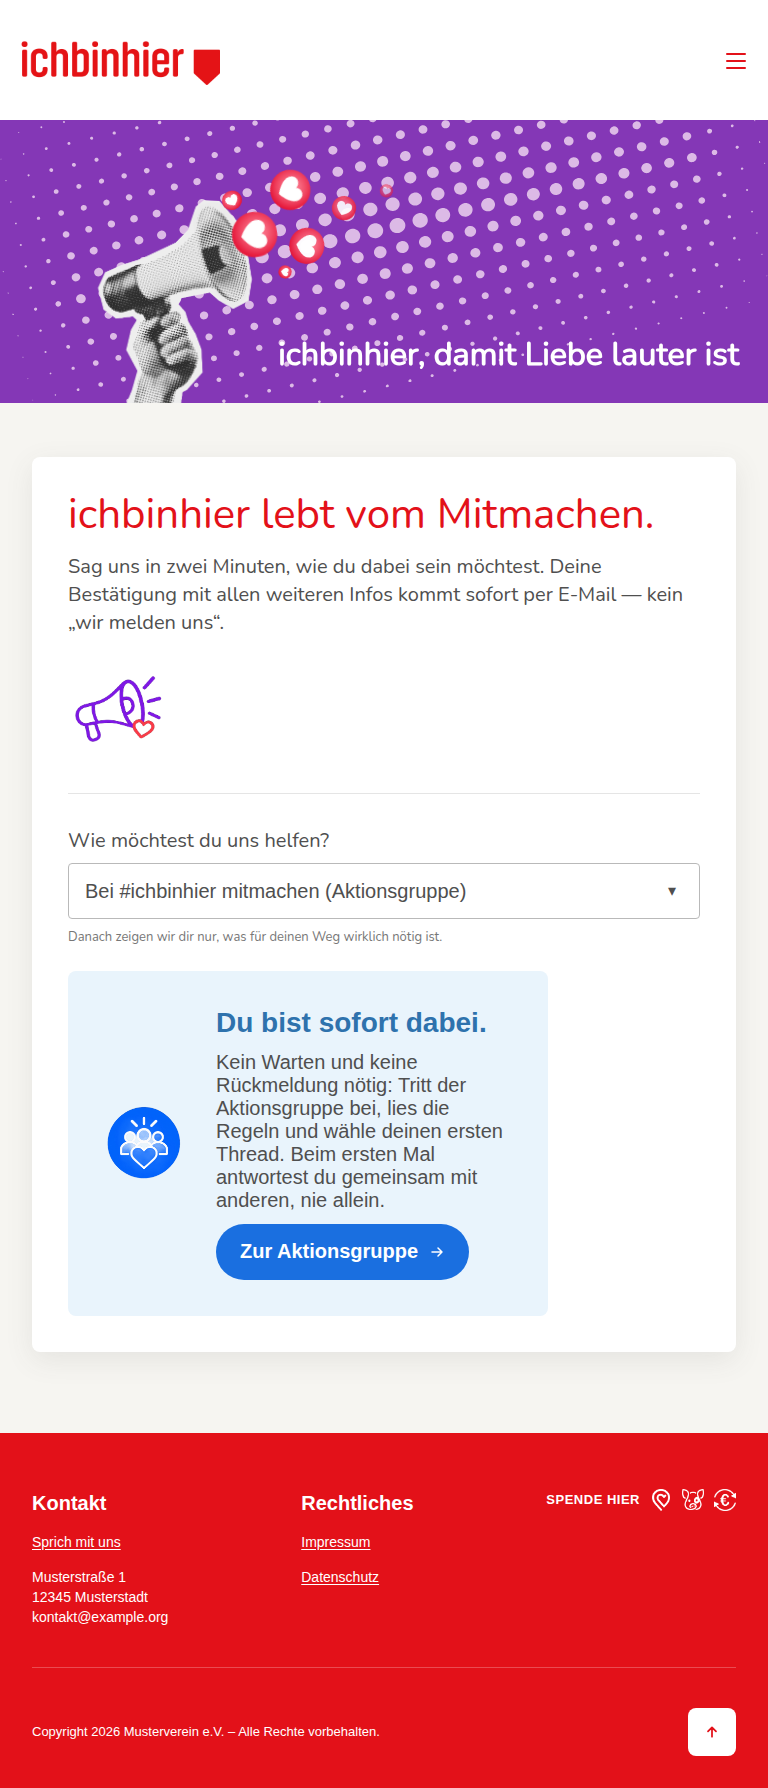 ichbinhier
ichbinhier, damit Liebe lauter ist
ichbinhier lebt vom Mitmachen.
Sag uns in zwei Minuten, wie du dabei sein möchtest. Deine
Bestätigung mit allen weiteren Infos kommt sofort per E-Mail — kein
„wir melden uns“.
Wie möchtest du uns helfen?
Bei #ichbinhier mitmachen (Aktionsgruppe)
Danach zeigen wir dir nur, was für deinen Weg wirklich nötig ist.
Du bist sofort dabei.
Kein Warten und keine
Rückmeldung nötig: Tritt der
Aktionsgruppe bei, lies die
Regeln und wähle deinen ersten
Thread. Beim ersten Mal
antwortest du gemeinsam mit
anderen, nie allein.
Zur Aktionsgruppe →
Kontakt
Sprich mit uns
Musterstraße 1
12345 Musterstadt
kontakt@example.org
Rechtliches
Impressum
Datenschutz
SPENDE HIER
Copyright 2026 Musterverein e.V. – Alle Rechte vorbehalten.